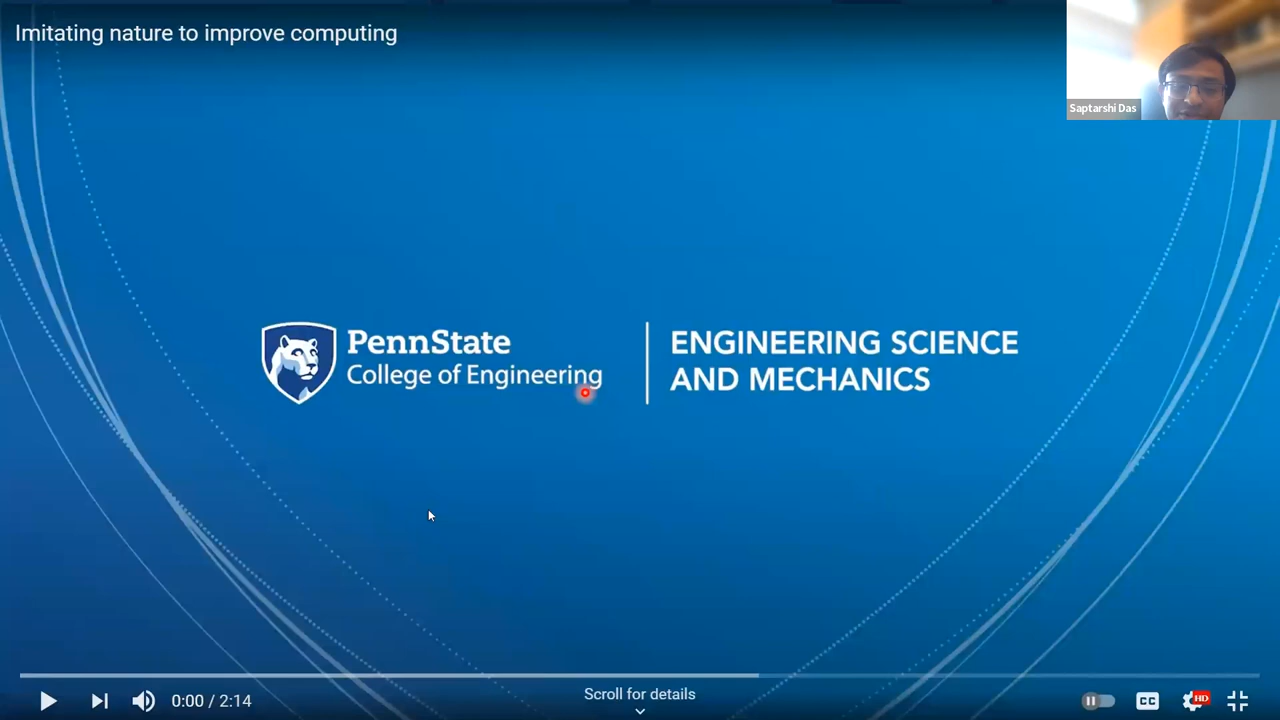 Imitating nature to improve computing
Saptarshi Das
PennState
College of Engineering
ENGINEERING SCIENCE
AND MECHANICS
Scroll for details
0:00 / 2:14
CC
HD